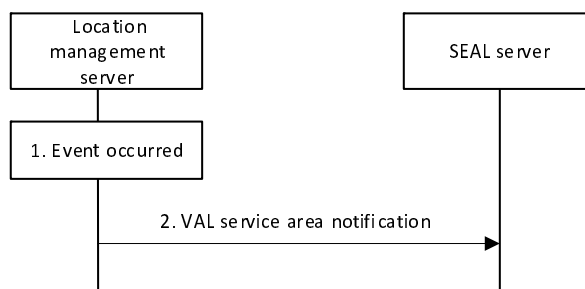 Location
management
server
SEAL server
1. Event occurred
2. VAL service area notification